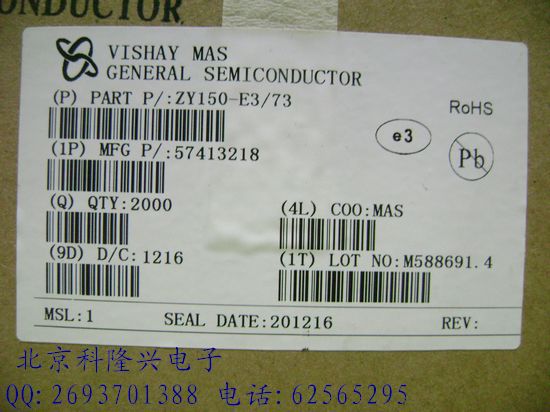 ONDUCTOR
VISHAY MAS
GENERAL SEMICONDUCTOR
(P) PART P/:ZY150-E3/73
RoHS
(1P) MFG P/:57413218
e3
Pb
(Q) QTY:2000
(4L) COO:MAS
(9D) D/C:1216
(1T) LOT NO:M588691.4
MSL:1
SEAL DATE:201216
REV:
北京科隆兴电子
QQ:2693701388 电话:62565295